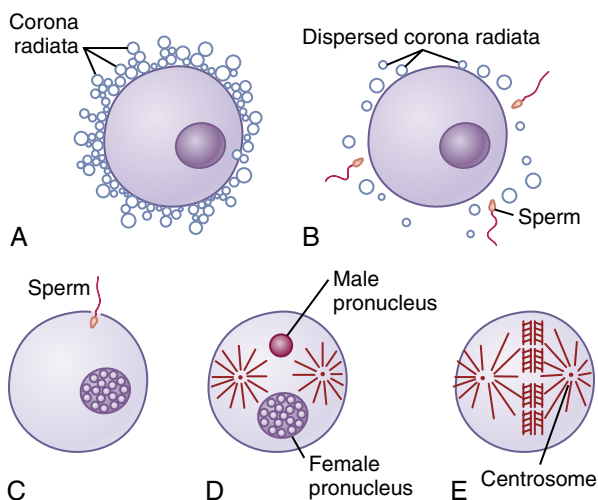 Corona
radiata
Dispersed corona radiata
Sperm
A
B
Sperm
Male
pronucleus
Female
pronucleus
Centrosome
C
D
E